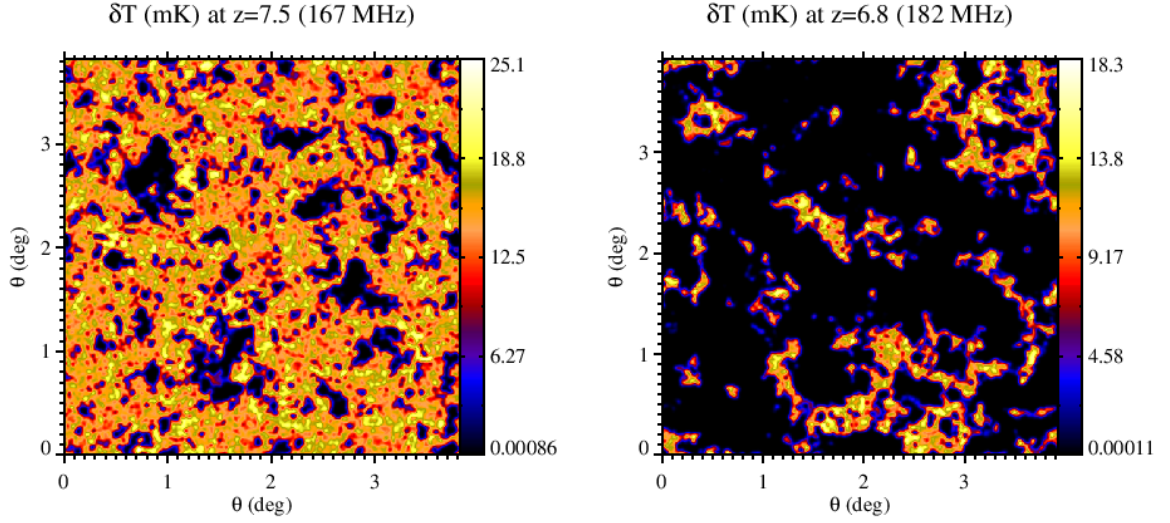 δT (mK) at z=7.5 (167 MHz)
25.1
18.8
12.5
6.27
0.00086
3
2
1
0
θ (deg)
0 1 2 3
θ (deg)
δT (mK) at z=6.8 (182 MHz)
18.3
13.8
9.17
4.58
0.00011
3
2
1
0
θ (deg)
0 1 2 3
θ (deg)